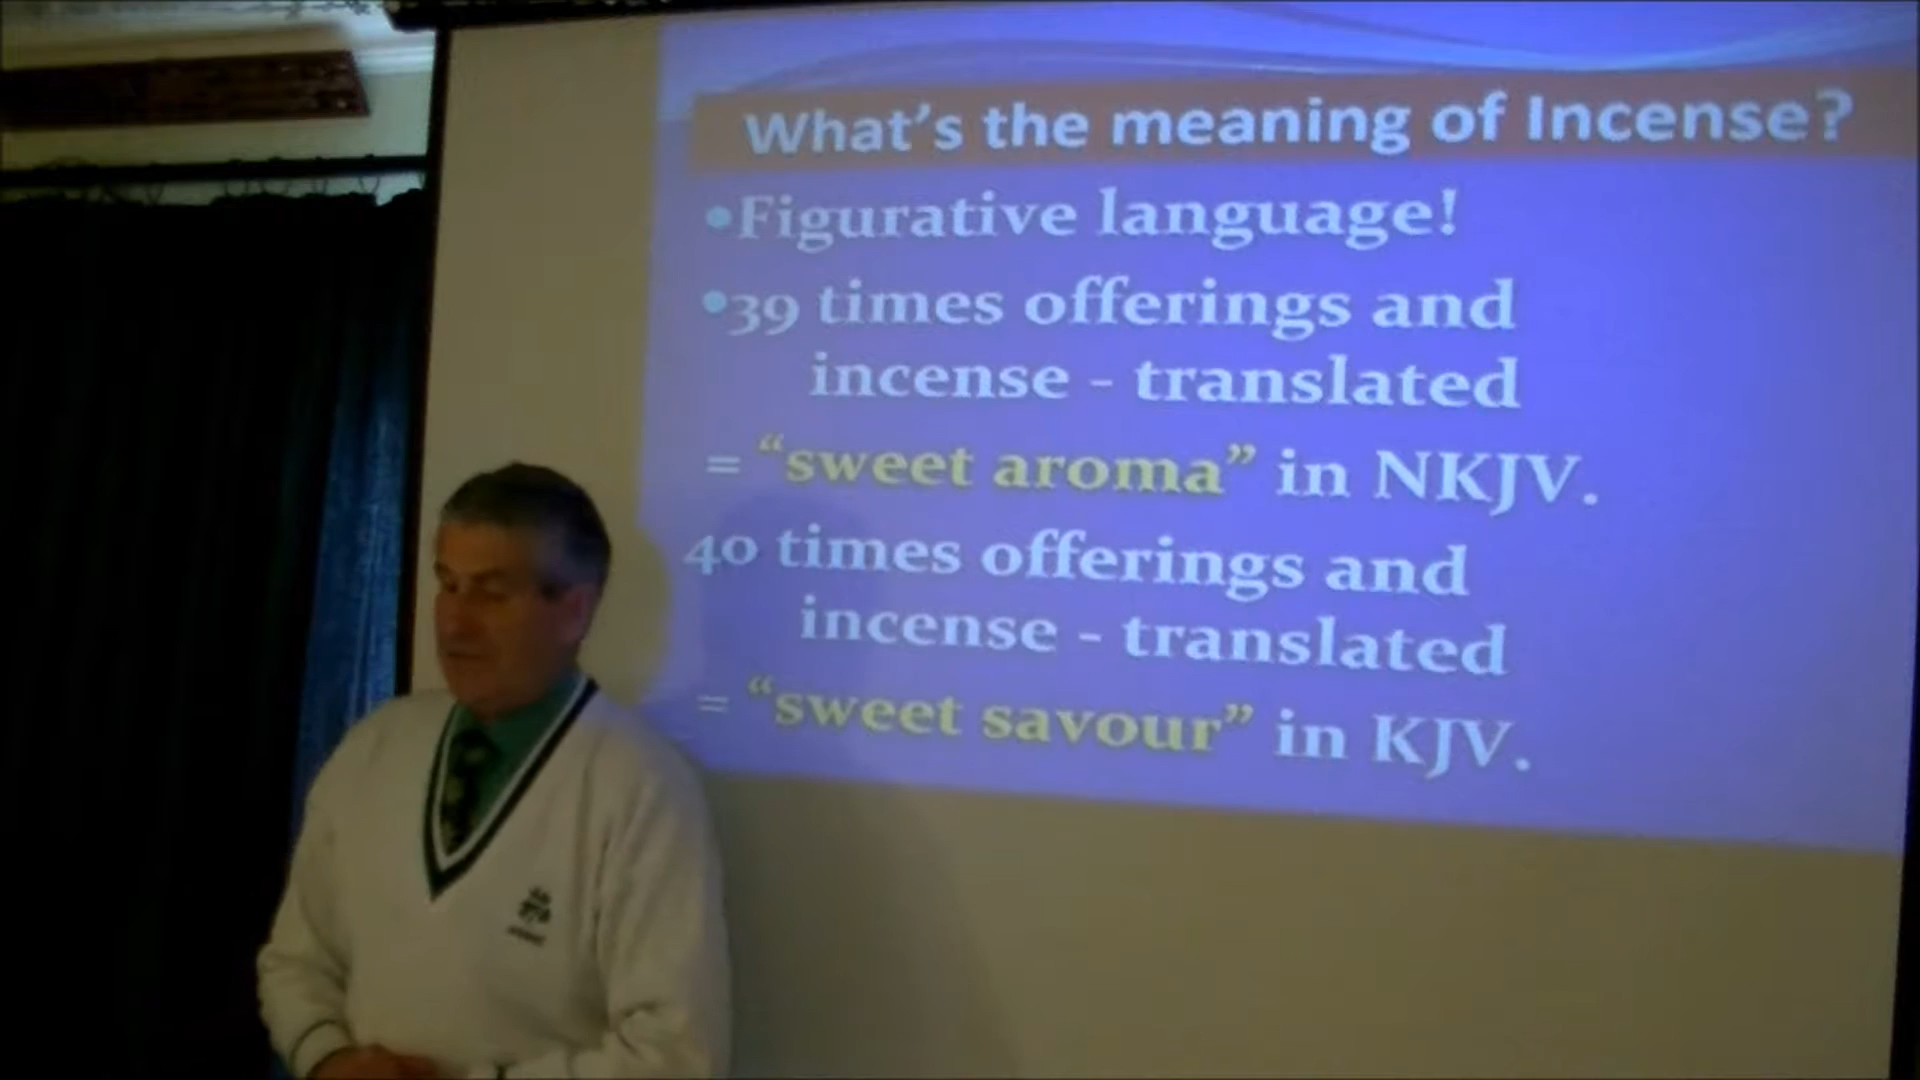 What's the meaning of Incense?
•Figurative language!
•39 times offerings and
incense - translated
= “sweet aroma” in NKJV.
40 times offerings and
incense - translated
= “sweet savour” in KJV.